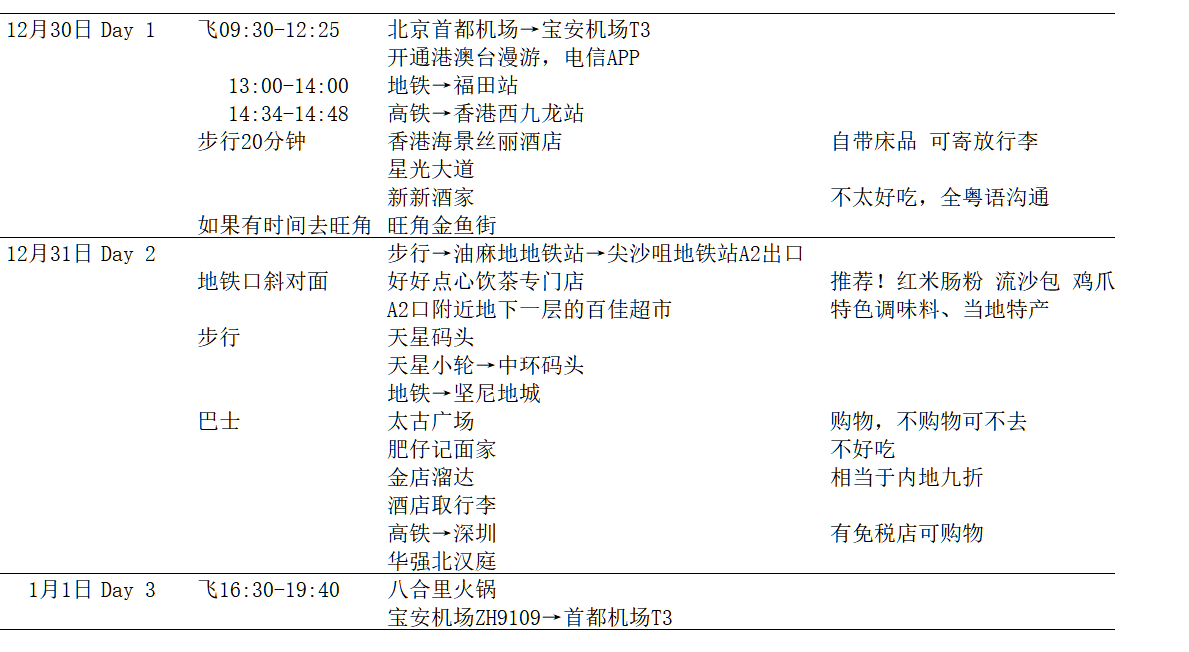 12月30日 Day 1 飞09:30-12:25 北京首都机场→宝安机场T3
开通港澳台漫游，电信APP
13:00-14:00 地铁→福田站
14:34-14:48 高铁→香港西九龙站
步行20分钟 香港海景丝丽酒店 自带床品 可寄放行李
星光大道
新新酒家 不太好吃，全粤语沟通
如果有时间去旺角 旺角金鱼街
12月31日 Day 2 步行→油麻地地铁站→尖沙咀地铁站A2出口
地铁口斜对面 好好点心饮茶专门店 推荐！红米肠粉 流沙包 鸡爪
A2口附近地下一层的百佳超市 特色调味料、当地特产
步行 天星码头
天星小轮→中环码头
地铁→坚尼地城
巴士 太古广场 购物，不购物可不去
肥仔记面家 不好吃
金店溜达 相当于内地九折
酒店取行李
高铁→深圳 有免税店可购物
华强北汉庭
1月1日 Day 3 飞16:30-19:40 八合里火锅
宝安机场ZH9109→首都机场T3